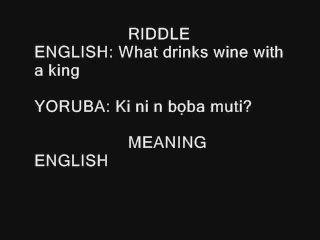 RIDDLE
ENGLISH: What drinks wine with
a king
YORUBA: Ki ni n bọba muti?
MEANING
ENGLISH